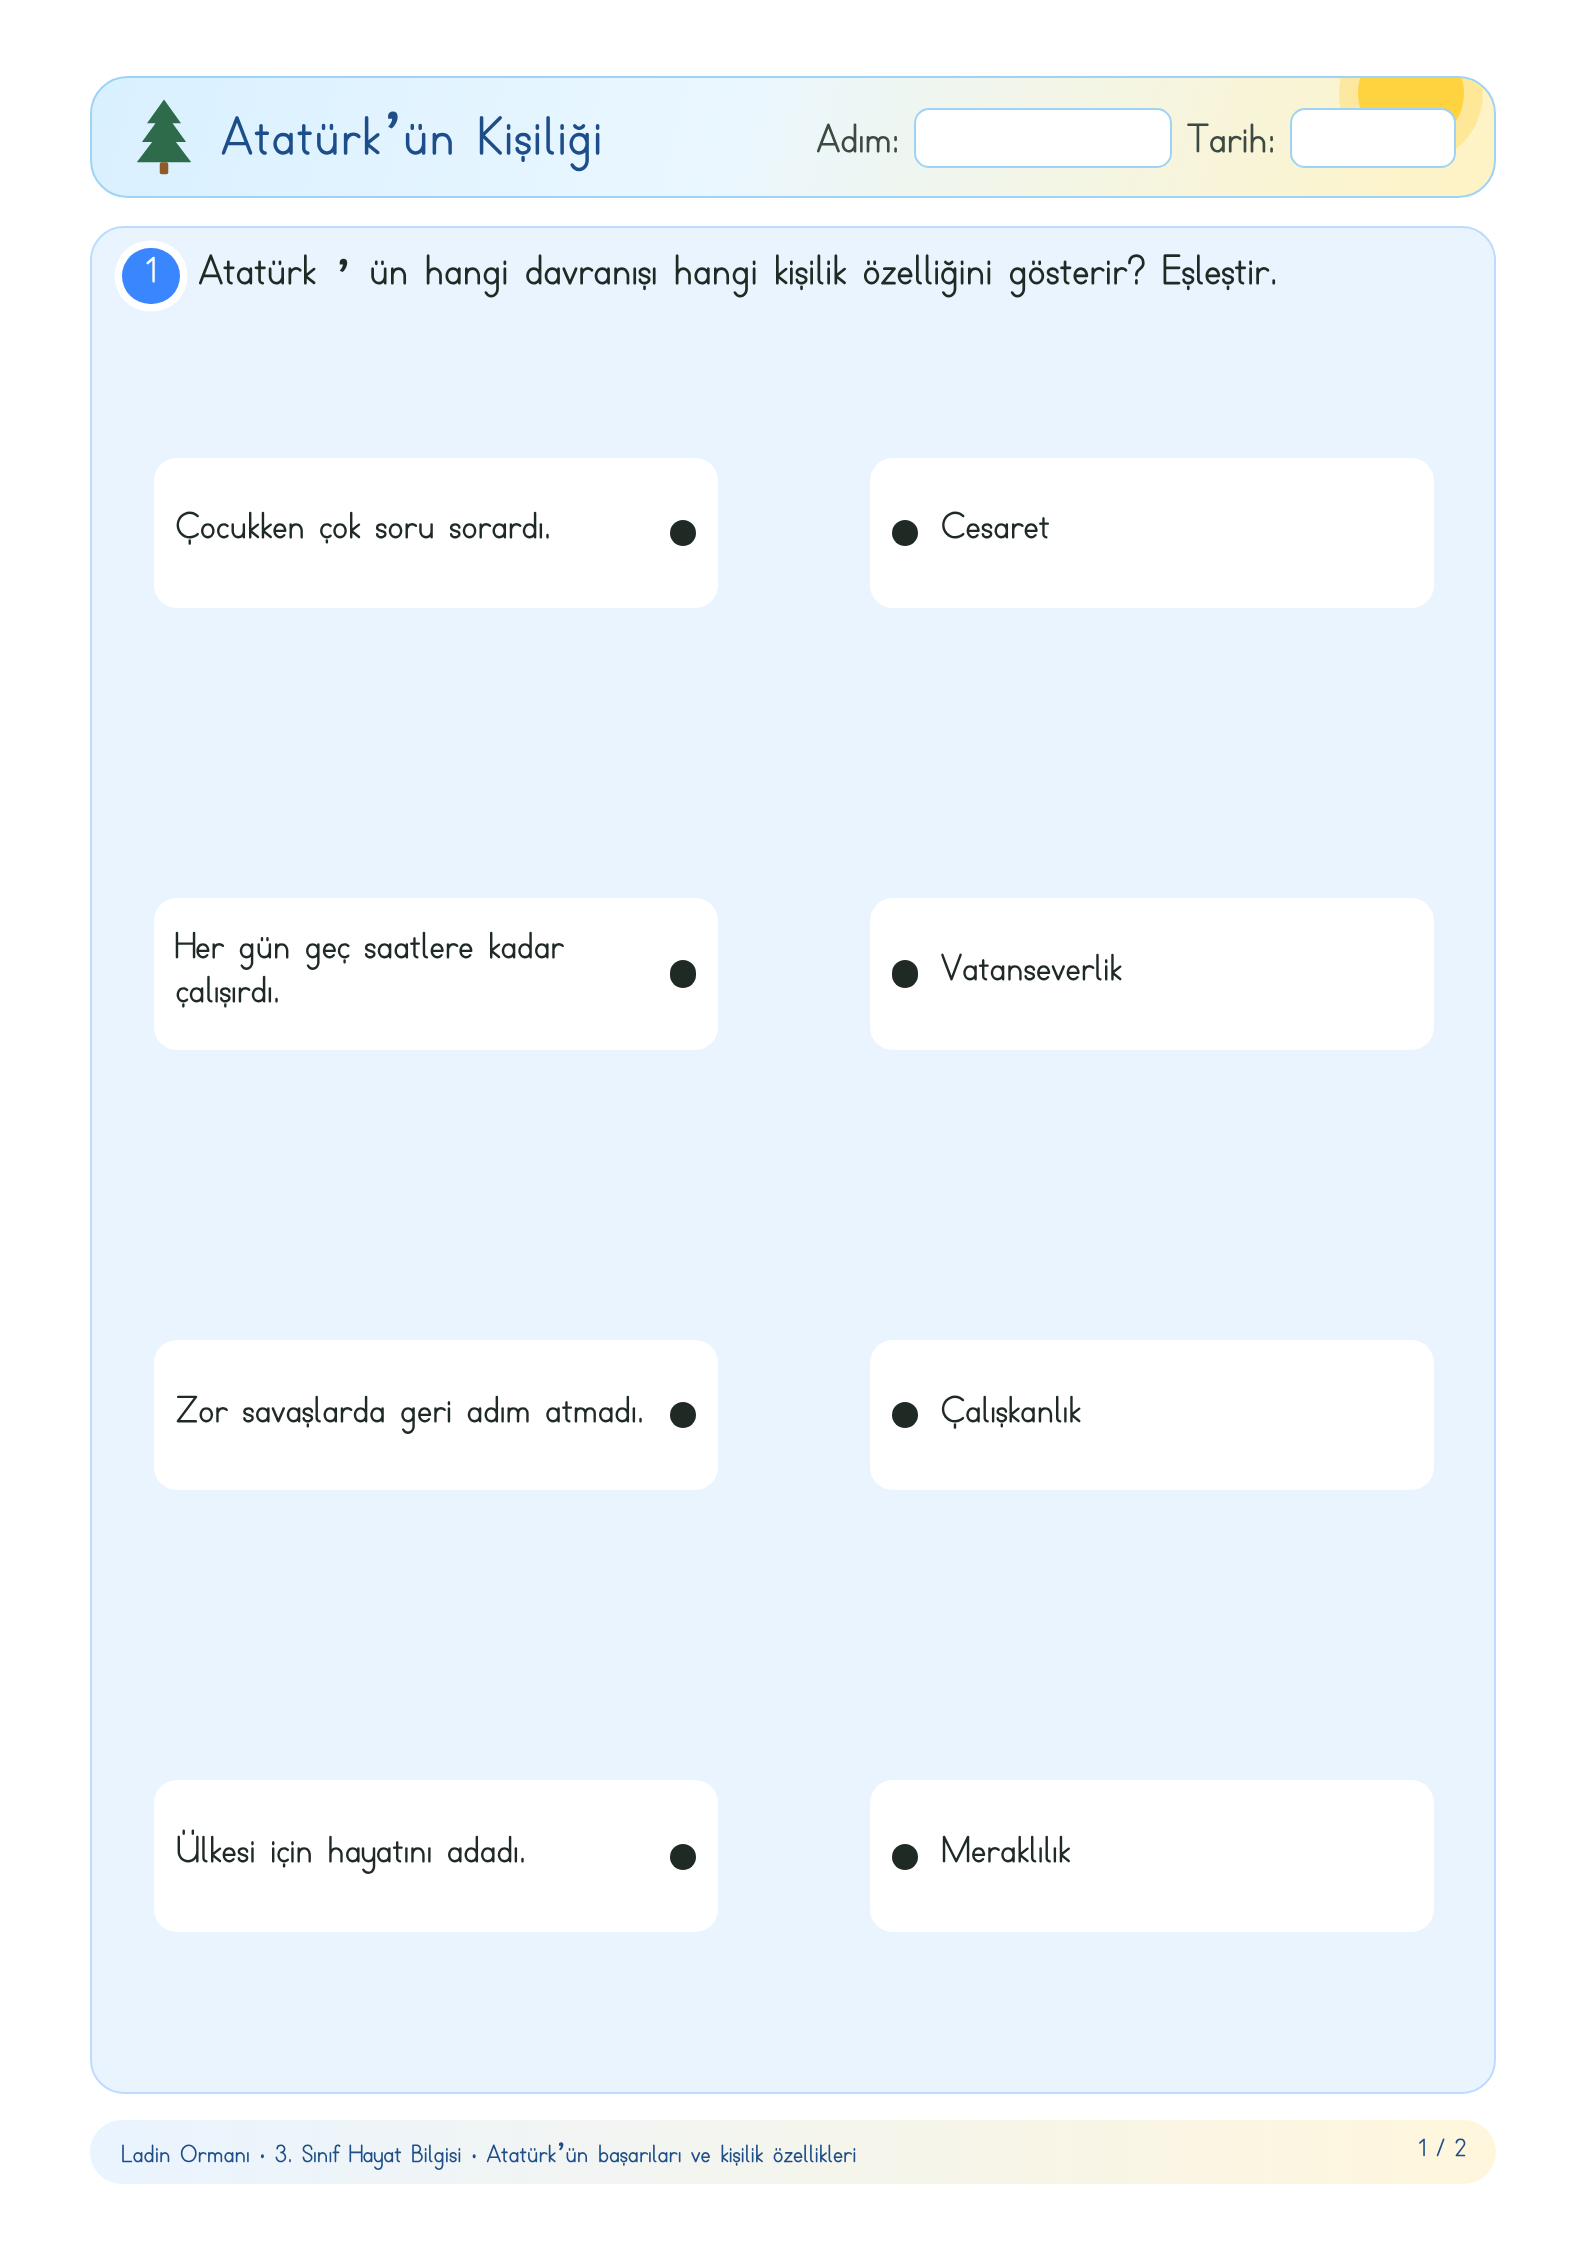 Atatürk’ün Kişiliği
Adım:
Tarih:
1
Atatürk ’ ün hangi davranışı hangi kişilik özelliğini gösterir? Eşleştir.
Çocukken çok soru sorardı.
Cesaret
Her gün geç saatlere kadar
çalışırdı.
Vatanseverlik
Zor savaşlarda geri adım atmadı.
Çalışkanlık
Ülkesi için hayatını adadı.
Meraklılık
Ladin Ormanı • 3. Sınıf Hayat Bilgisi • Atatürk’ün başarıları ve kişilik özellikleri
1 / 2